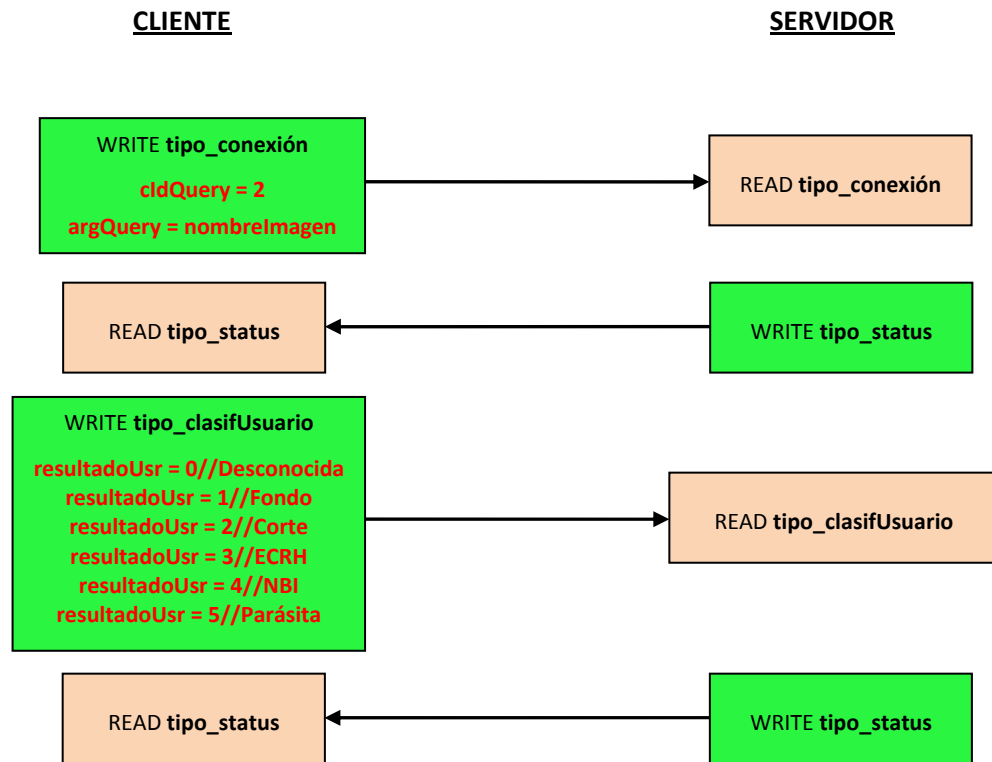 CLIENTE
SERVIDOR
WRITE tipo_conexión
cIdQuery = 2
argQuery = nombreImagen
READ tipo_conexión
READ tipo_status
WRITE tipo_status
WRITE tipo_clasifUsuario
resultadoUsr = 0//Desconocida
resultadoUsr = 1//Fondo
resultadoUsr = 2//Corte
resultadoUsr = 3//ECRH
resultadoUsr = 4//NBI
resultadoUsr = 5//Parásita
READ tipo_clasifUsuario
READ tipo_status
WRITE tipo_status